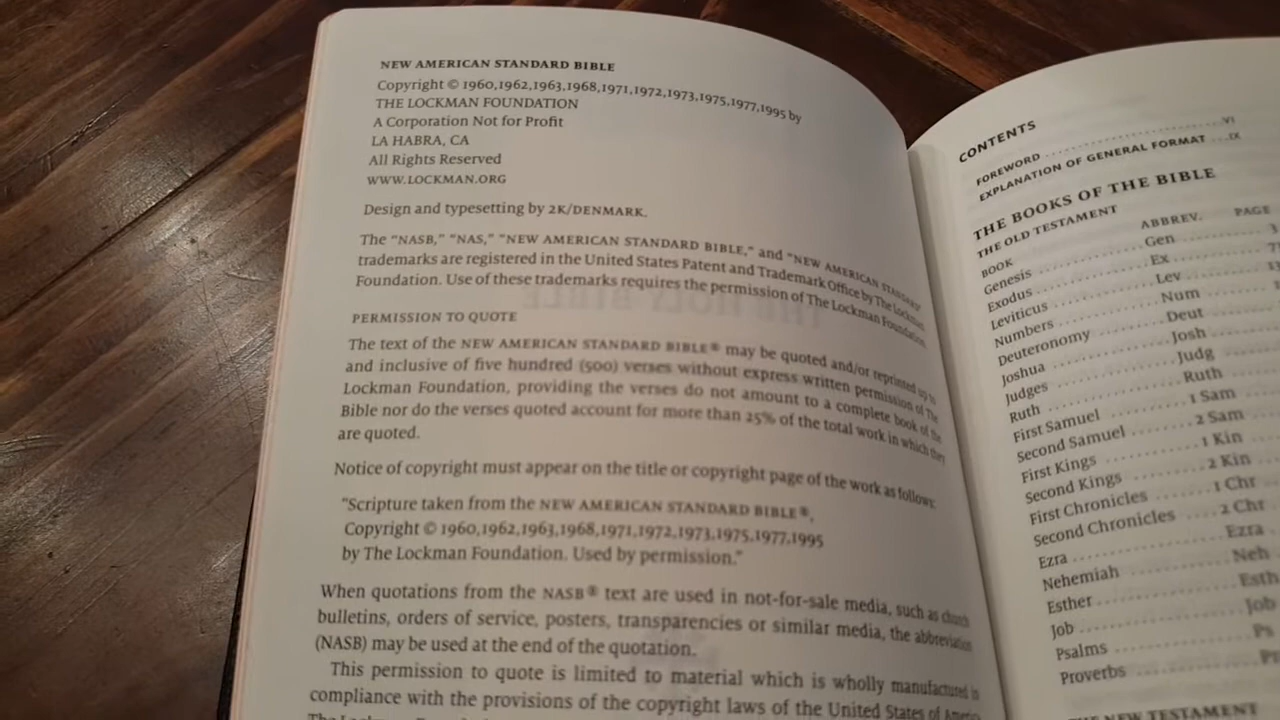 NEW AMERICAN STANDARD BIBLE
Copyright © 1960,1962,1963,1968,1971,1972,1973,1975,1977,1995 by
THE LOCKMAN FOUNDATION
A Corporation Not for Profit
LA HABRA, CA
All Rights Reserved
WWW.LOCKMAN.ORG
Design and typesetting by 2K/DENMARK.
The "NASB," "NAS," "NEW AMERICAN STANDARD BIBLE," and "NEW AMERICAN STANDARD"
trademarks are registered in the United States Patent and Trademark Office by The Lockman
Foundation. Use of these trademarks requires the permission of The Lockman Foundation.
PERMISSION TO QUOTE
The text of the NEW AMERICAN STANDARD BIBLE® may be quoted and/or reprinted up to
and inclusive of five hundred (500) verses without express written permission of The
Lockman Foundation, providing the verses do not amount to a complete book of the
Bible nor do the verses quoted account for more than 25% of the total work in which they
are quoted.
Notice of copyright must appear on the title or copyright page of the work as follows:
"Scripture taken from the NEW AMERICAN STANDARD BIBLE®,
Copyright © 1960,1962,1963,1968,1971,1972,1973,1975,1977,1995
by The Lockman Foundation. Used by permission."
When quotations from the NASB® text are used in not-for-sale media, such as church
bulletins, orders of service, posters, transparencies or similar media, the abbreviation
(NASB) may be used at the end of the quotation.
This permission to quote is limited to material which is wholly manufactured in
compliance with the provisions of the copyright laws of the United States of America
CONTENTS
FOREWORD VI
EXPLANATION OF GENERAL FORMAT IX
THE BOOKS OF THE BIBLE
THE OLD TESTAMENT
BOOK ABBREV. PAGE
Genesis Gen
Exodus Ex
Leviticus Lev
Numbers Num
Deuteronomy Deut
Joshua Josh
Judges Judg
Ruth Ruth
First Samuel 1 Sam
Second Samuel 2 Sam
First Kings 1 Kin
Second Kings 2 Kin
First Chronicles 1 Chr
Second Chronicles 2 Chr
Ezra Ezra
Nehemiah Neh
Esther Esth
Job Job
Psalms Ps
Proverbs
THE NEW TESTAMENT